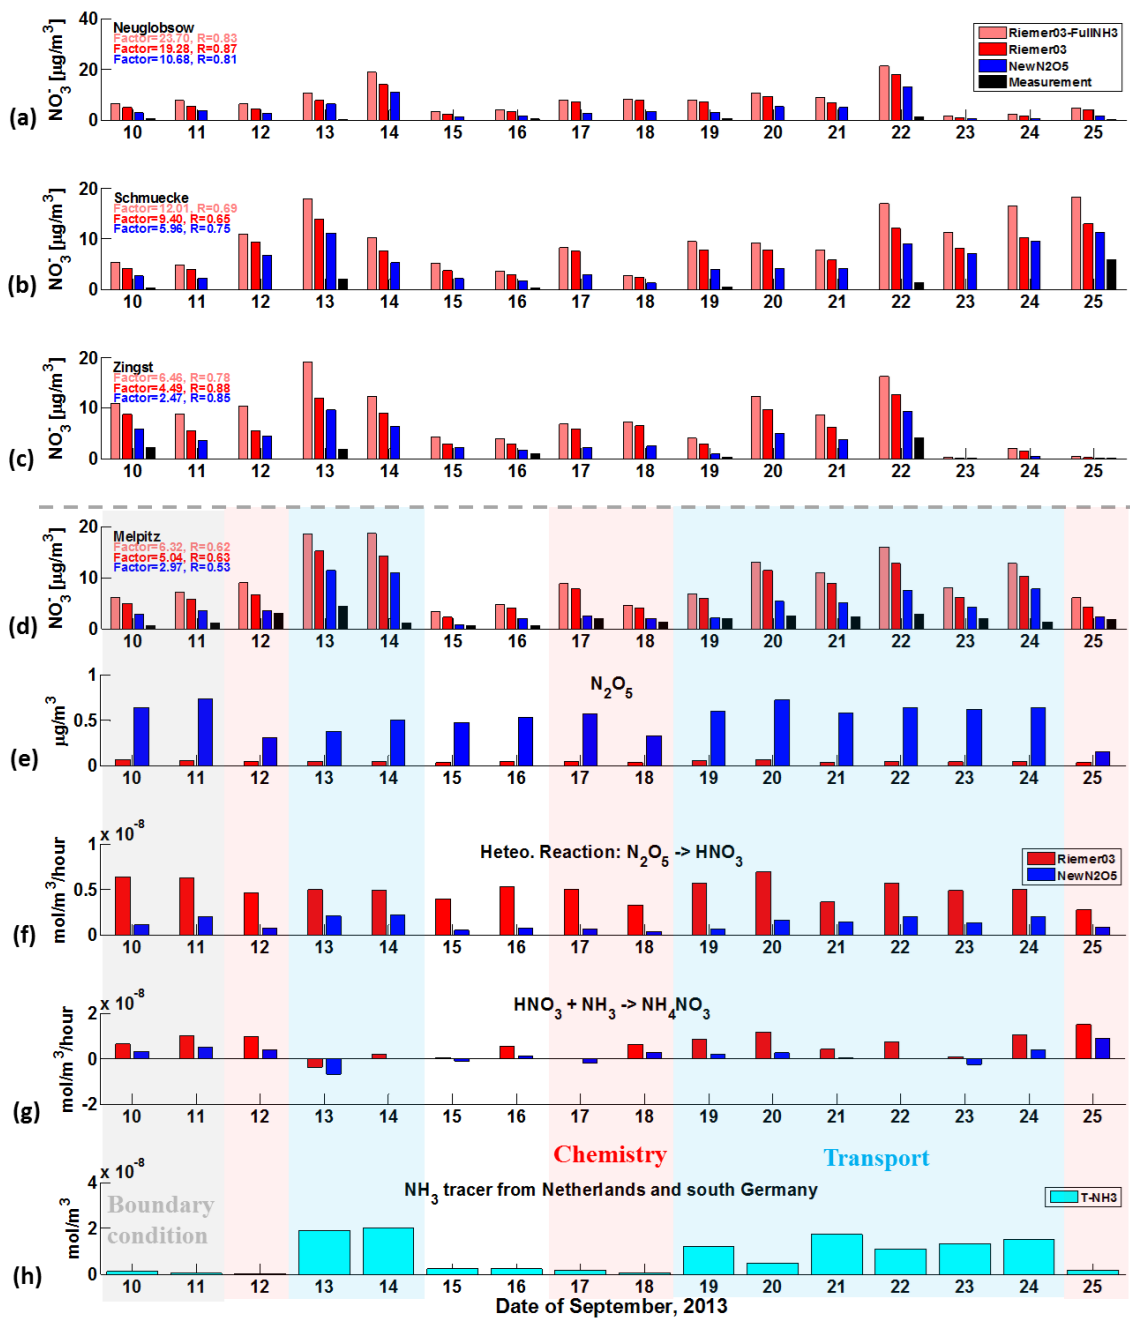 (a)
NO3- [µg/m3]
40
20
0
Neuglobsow
Factor=23.70, R=0.83
Factor=19.28, R=0.87
Factor=10.68, R=0.81
Riemer03-FullNH3
Riemer03
NewN2O5
Measurement
10 11 12 13 14 15 16 17 18 19 20 21 22 23 24 25
(b)
NO3- [µg/m3]
20
10
0
Schmuecke
Factor=12.01, R=0.69
Factor=9.40, R=0.65
Factor=5.96, R=0.75
10 11 12 13 14 15 16 17 18 19 20 21 22 23 24 25
(c)
NO3- [µg/m3]
20
10
0
Zingst
Factor=6.46, R=0.78
Factor=4.49, R=0.88
Factor=2.47, R=0.85
10 11 12 13 14 15 16 17 18 19 20 21 22 23 24 25
(d)
NO3- [µg/m3]
20
10
0
Melpitz
Factor=6.32, R=0.62
Factor=5.04, R=0.63
Factor=2.97, R=0.53
10 11 12 13 14 15 16 17 18 19 20 21 22 23 24 25
(e)
µg/m3
1
0.5
0
N2O5
10 11 12 13 14 15 16 17 18 19 20 21 22 23 24 25
(f)
mol/m3/hour
x 10-8
1
0.5
0
Heteo. Reaction: N2O5 -> HNO3
Riemer03
NewN2O5
10 11 12 13 14 15 16 17 18 19 20 21 22 23 24 25
(g)
mol/m3/hour
x 10-8
2
0
-2
HNO3 + NH3 -> NH4NO3
10 11 12 13 14 15 16 17 18 19 20 21 22 23 24 25
Chemistry
Transport
(h)
mol/m3
x 10-8
4
2
0
NH3 tracer from Netherlands and south Germany
T-NH3
Boundary
condition
10 11 12 13 14 15 16 17 18 19 20 21 22 23 24 25
Date of September, 2013